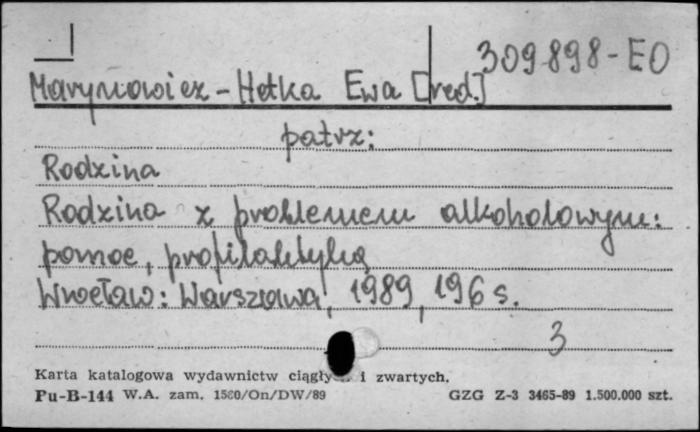 309898-EO
Marynowicz-Hetka Ewa [red.]
patrz:
Rodzina
Rodzina z problemem alkoholowym:
pomoc, profilaktyka
Wrocław: Warszawa, 1989, 196 s.
3
Karta katalogowa wydawnictw ciągłych i zwartych.
Pu-B-144 W.A. zam. 1580/On/DW/89 GZG Z-3 3465-89 1.500.000 szt.